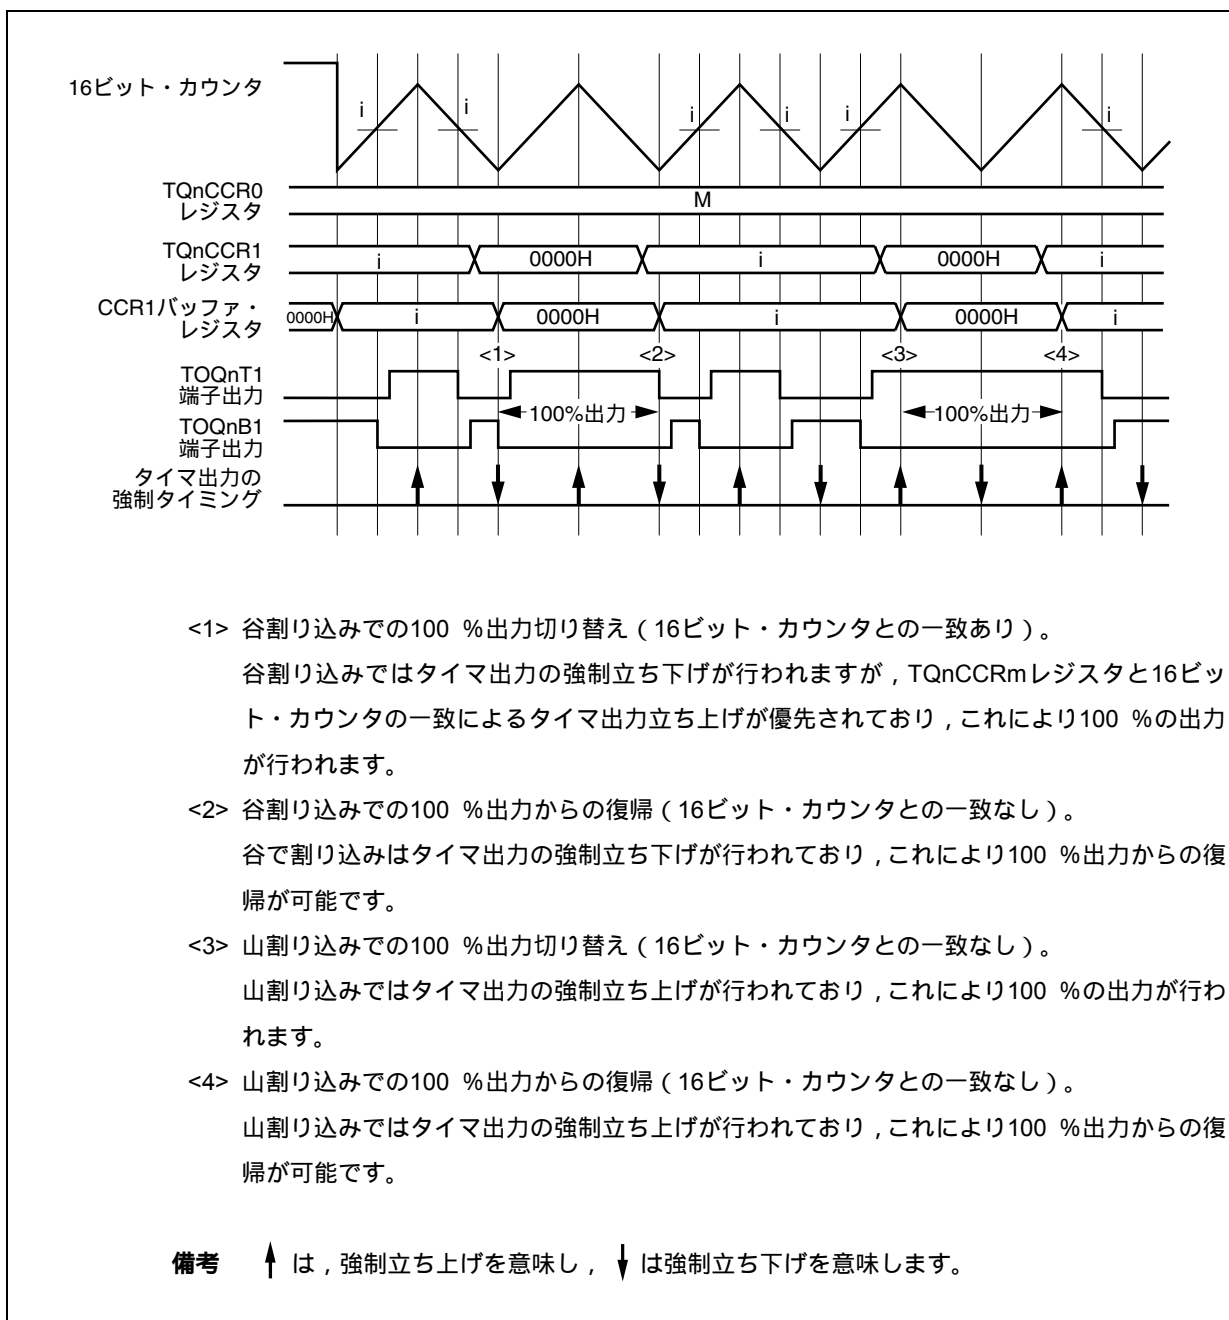 16ビット・カウンタ
i i i i i i
TQnCCR0
レジスタ
M
TQnCCR1
レジスタ
i 0000H i 0000H i
CCR1バッファ・
レジスタ
0000H i 0000H i 0000H i
<1> <2> <3> <4>
TOQnT1
端子出力
100%出力 100%出力
TOQnB1
端子出力
タイマ出力の
強制タイミング
<1> 谷割り込みでの100 %出力切り替え（16ビット・カウンタとの一致あり）。
谷割り込みではタイマ出力の強制立ち下げが行われますが，TQnCCRmレジスタと16ビッ
ト・カウンタの一致によるタイマ出力立ち上げが優先されており，これにより100 %の出力
が行われます。
<2> 谷割り込みでの100 %出力からの復帰（16ビット・カウンタとの一致なし）。
谷で割り込みはタイマ出力の強制立ち下げが行われており，これにより100 %出力からの復
帰が可能です。
<3> 山割り込みでの100 %出力切り替え（16ビット・カウンタとの一致なし）。
山割り込みではタイマ出力の強制立ち上げが行われており，これにより100 %の出力が行わ
れます。
<4> 山割り込みでの100 %出力からの復帰（16ビット・カウンタとの一致なし）。
山割り込みではタイマ出力の強制立ち上げが行われており，これにより100 %出力からの復
帰が可能です。
備考 ↑ は，強制立ち上げを意味し， ↓ は強制立ち下げを意味します。